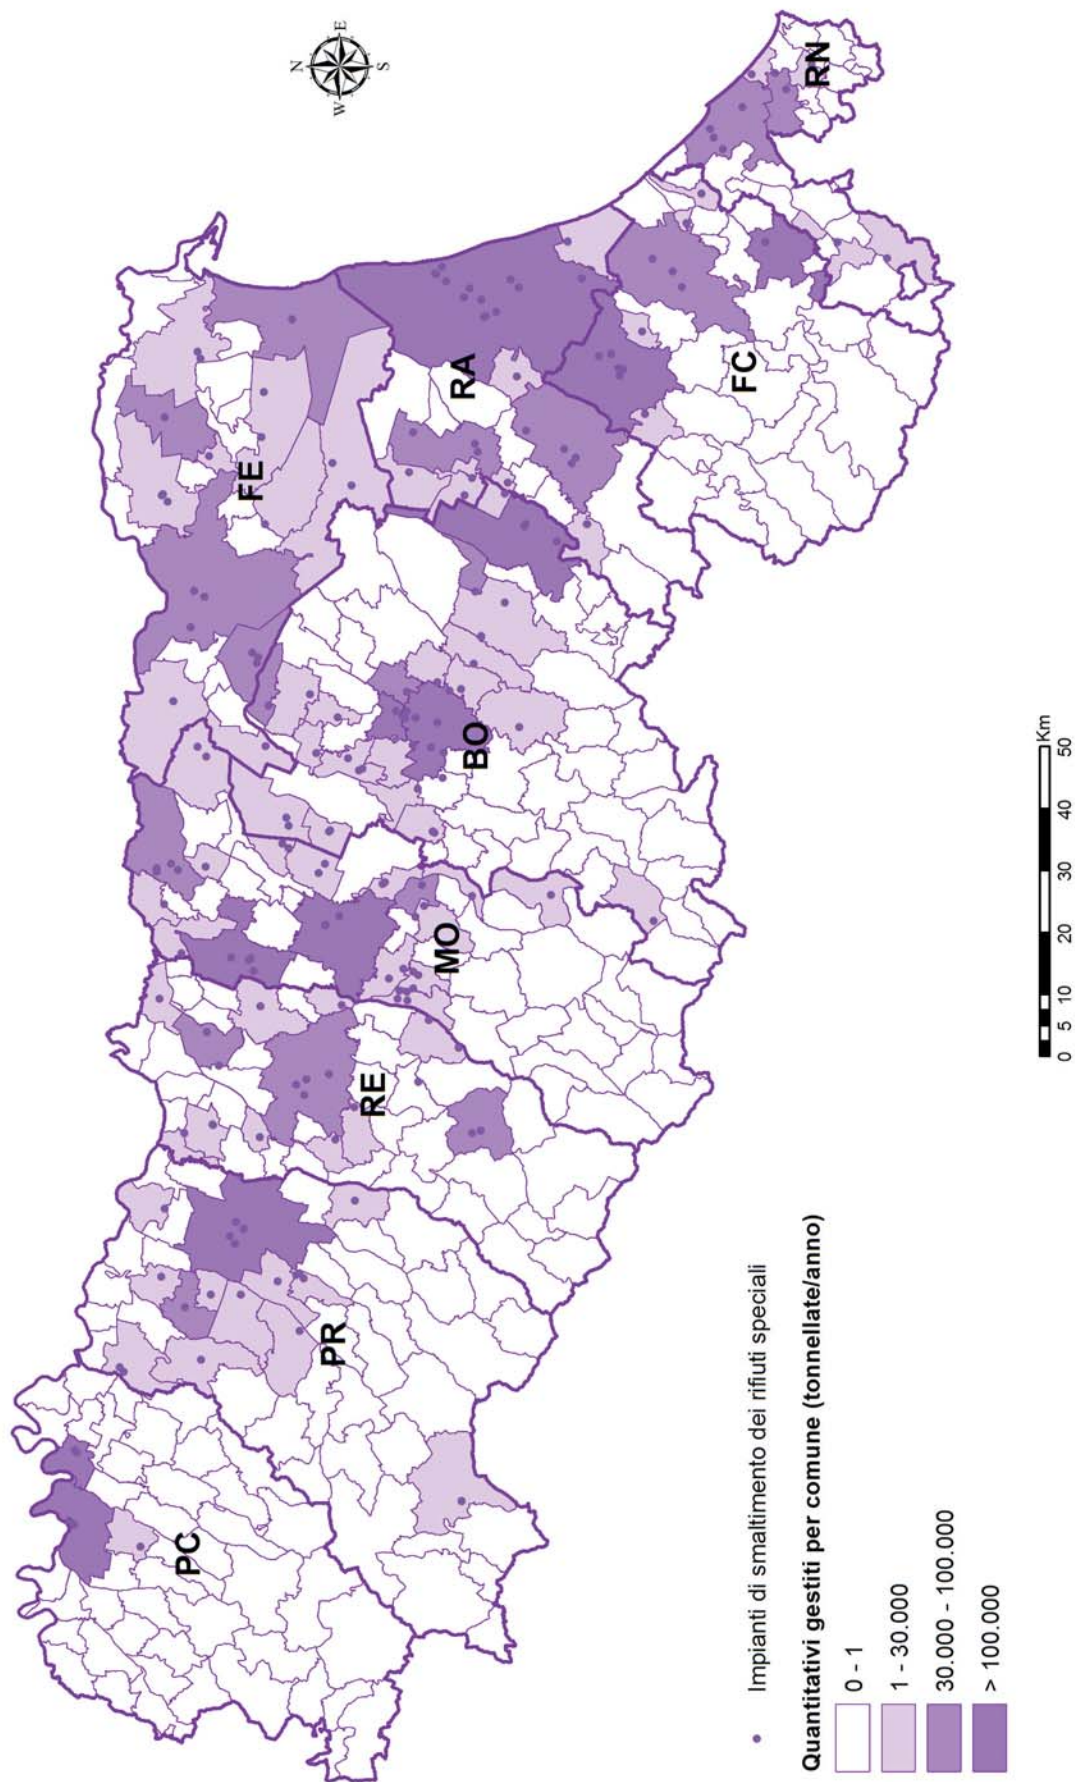 N
W
E
S
PC
PR
RE
MO
BO
FE
RA
FC
RN
Impianti di smaltimento dei rifiuti speciali
Quantitativi gestiti per comune (tonnellate/anno)
0 - 1
1 - 30.000
30.000 - 100.000
> 100.000
0 5 10 20 30 40 50
Km